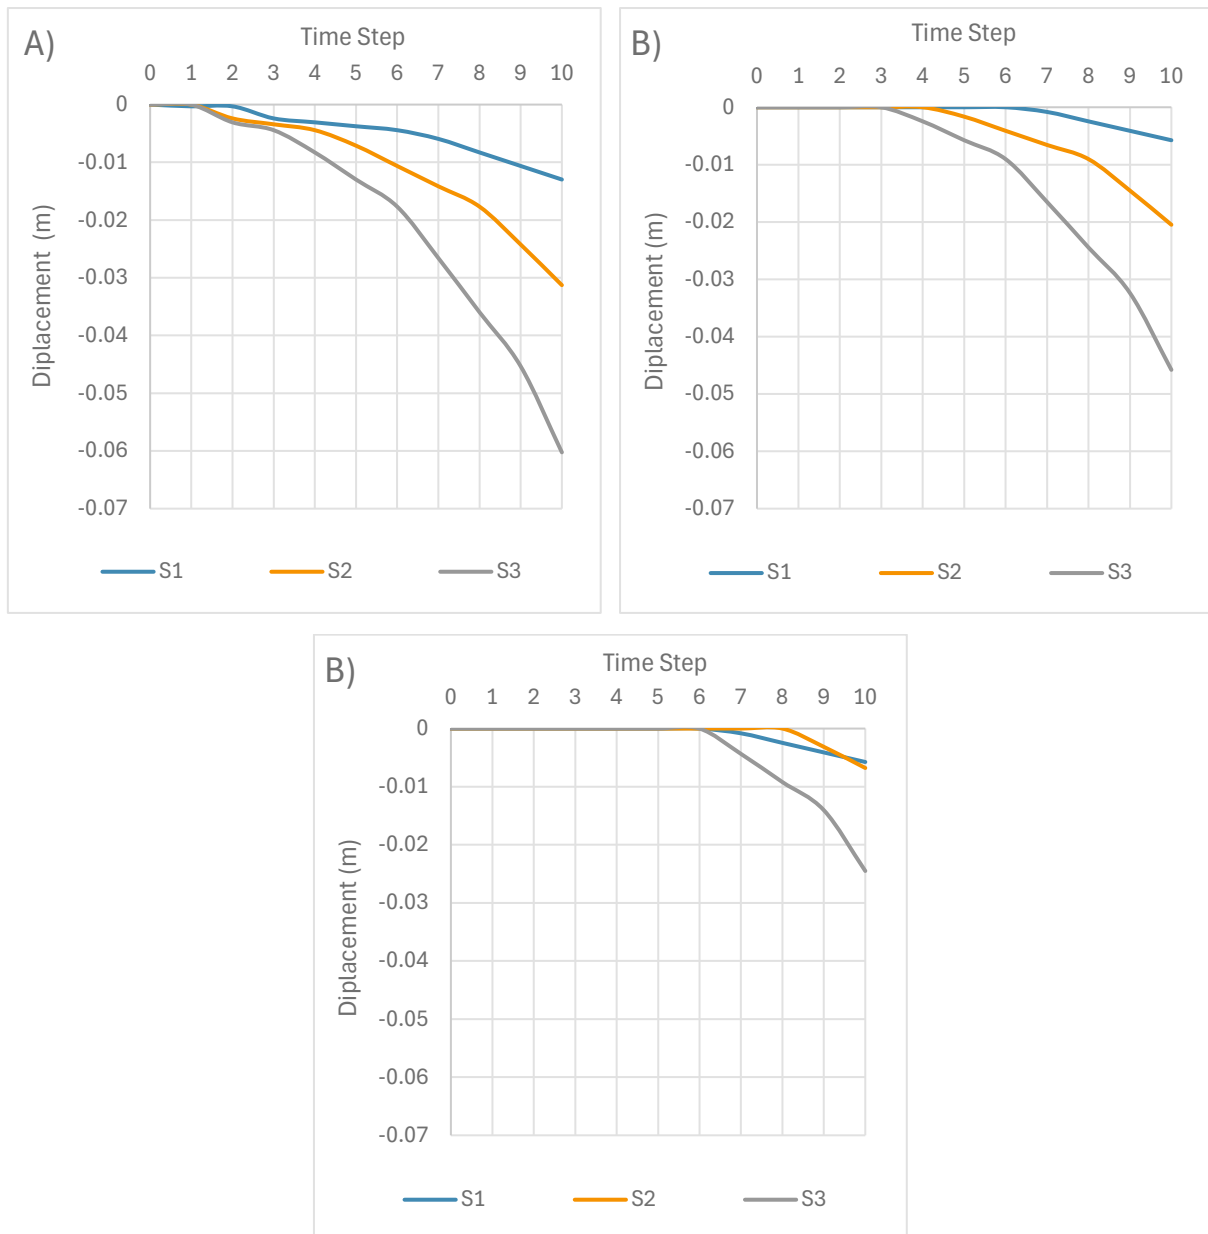 A)
Time Step
0 1 2 3 4 5 6 7 8 9 10
0
-0.01
-0.02
-0.03
-0.04
-0.05
-0.06
-0.07
Diplacement (m)
S1 S2 S3
B)
Time Step
0 1 2 3 4 5 6 7 8 9 10
0
-0.01
-0.02
-0.03
-0.04
-0.05
-0.06
-0.07
Diplacement (m)
S1 S2 S3
B)
Time Step
0 1 2 3 4 5 6 7 8 9 10
0
-0.01
-0.02
-0.03
-0.04
-0.05
-0.06
-0.07
Diplacement (m)
S1 S2 S3